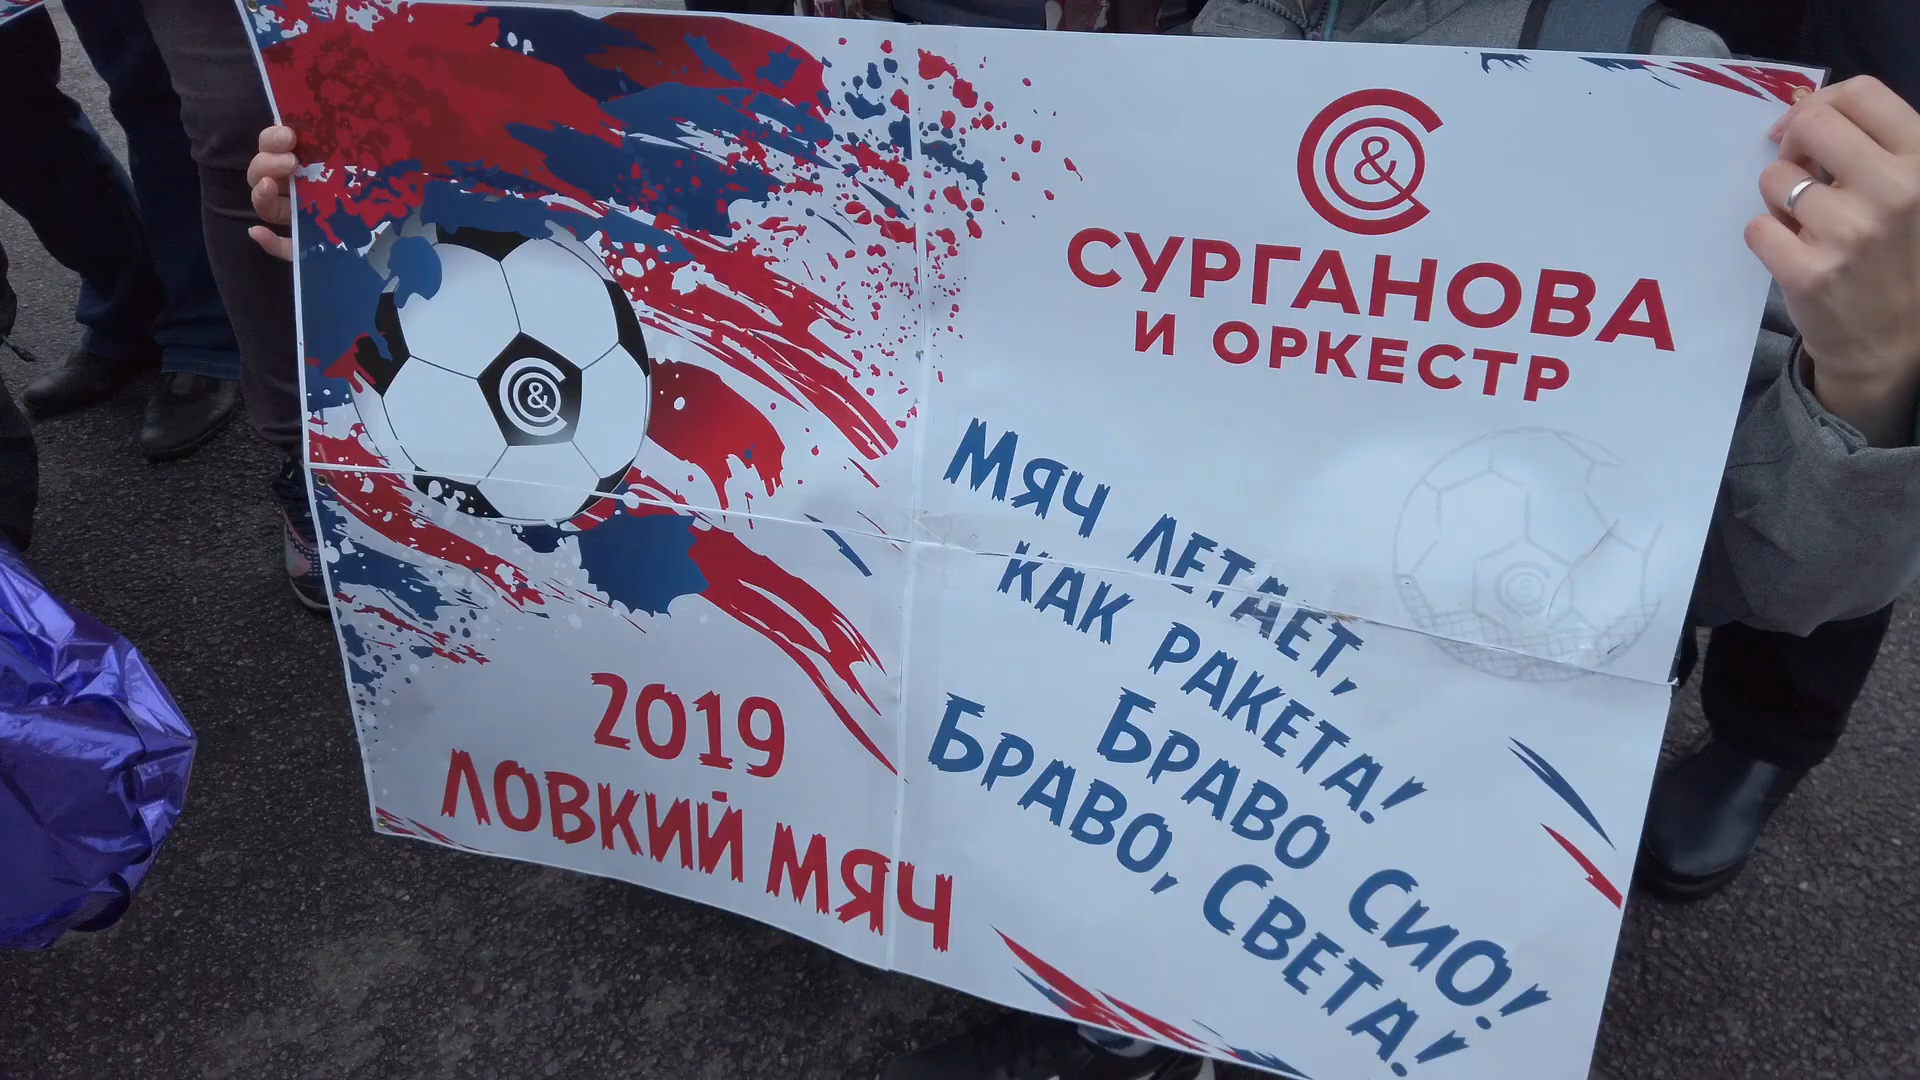 С&
СУРГАНОВА
И ОРКЕСТР
С&
МЯЧ ЛЕТАЕТ,
КАК РАКЕТА!
БРАВО СИО!
БРАВО, СВЕТА!
2019
ЛОВКИЙ МЯЧ